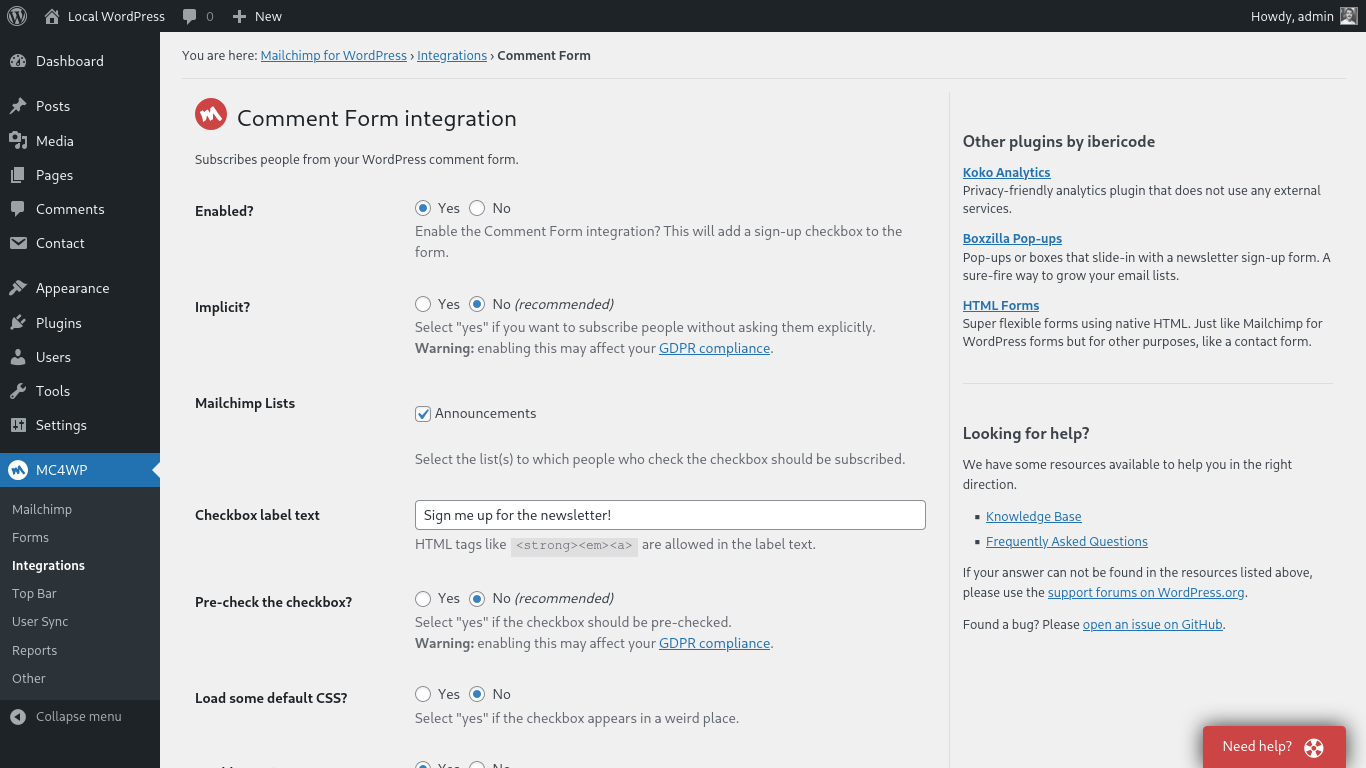 Local WordPress 0 New Howdy, admin
Dashboard
Posts
Media
Pages
Comments
Contact
Appearance
Plugins
Users
Tools
Settings
MC4WP
Mailchimp
Forms
Integrations
Top Bar
User Sync
Reports
Other
Collapse menu
You are here: Mailchimp for WordPress › Integrations › Comment Form
Comment Form integration
Subscribes people from your WordPress comment form.
Enabled?
Yes No
Enable the Comment Form integration? This will add a sign-up checkbox to the
form.
Implicit?
Yes No (recommended)
Select "yes" if you want to subscribe people without asking them explicitly.
Warning: enabling this may affect your GDPR compliance.
Mailchimp Lists
Announcements
Select the list(s) to which people who check the checkbox should be subscribed.
Checkbox label text
Sign me up for the newsletter!
HTML tags like <strong><em><a> are allowed in the label text.
Pre-check the checkbox?
Yes No (recommended)
Select "yes" if the checkbox should be pre-checked.
Warning: enabling this may affect your GDPR compliance.
Load some default CSS?
Yes No
Select "yes" if the checkbox appears in a weird place.
Yes No
Other plugins by ibericode
Koko Analytics
Privacy-friendly analytics plugin that does not use any external
services.
Boxzilla Pop-ups
Pop-ups or boxes that slide-in with a newsletter sign-up form. A
sure-fire way to grow your email lists.
HTML Forms
Super flexible forms using native HTML. Just like Mailchimp for
WordPress forms but for other purposes, like a contact form.
Looking for help?
We have some resources available to help you in the right
direction.
Knowledge Base
Frequently Asked Questions
If your answer can not be found in the resources listed above,
please use the support forums on WordPress.org.
Found a bug? Please open an issue on GitHub.
Need help?